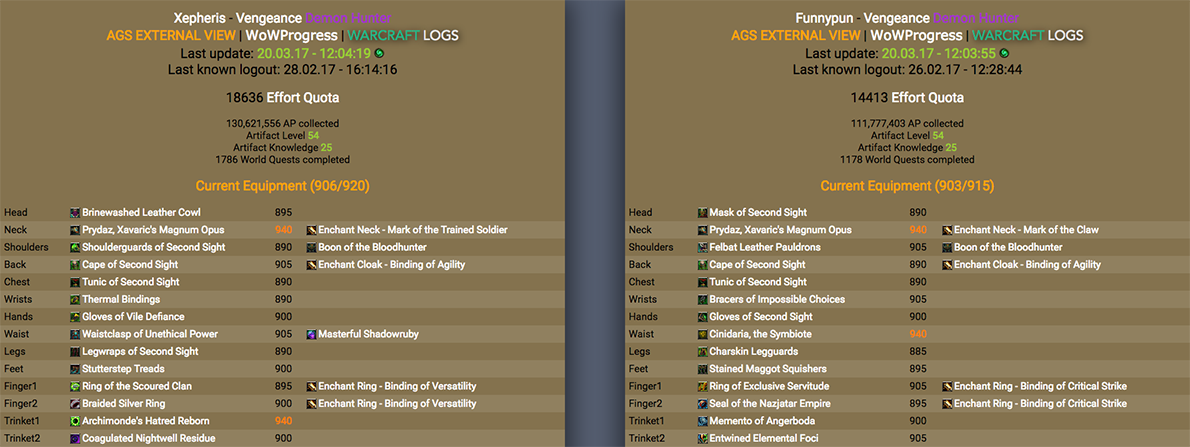 Xepheris - Vengeance Demon Hunter
AGS EXTERNAL VIEW | WoWProgress | WARCRAFT LOGS
Last update: 20.03.17 - 12:04:19
Last known logout: 28.02.17 - 16:14:16
18636 Effort Quota
130,621,556 AP collected
Artifact Level 54
Artifact Knowledge 25
1786 World Quests completed
Current Equipment (906/920)
Head Brinewashed Leather Cowl 895
Neck Prydaz, Xavaric's Magnum Opus 940 Enchant Neck - Mark of the Trained Soldier
Shoulders Shoulderguards of Second Sight 890 Boon of the Bloodhunter
Back Cape of Second Sight 905 Enchant Cloak - Binding of Agility
Chest Tunic of Second Sight 890
Wrists Thermal Bindings 890
Hands Gloves of Vile Defiance 900
Waist Waistclasp of Unethical Power 905 Masterful Shadowruby
Legs Legwraps of Second Sight 890
Feet Stutterstep Treads 900
Finger1 Ring of the Scoured Clan 895 Enchant Ring - Binding of Versatility
Finger2 Braided Silver Ring 900 Enchant Ring - Binding of Versatility
Trinket1 Archimonde's Hatred Reborn 940
Trinket2 Coagulated Nightwell Residue 900
Funnypun - Vengeance Demon Hunter
AGS EXTERNAL VIEW | WoWProgress | WARCRAFT LOGS
Last update: 20.03.17 - 12:03:55
Last known logout: 26.02.17 - 12:28:44
14413 Effort Quota
111,777,403 AP collected
Artifact Level 54
Artifact Knowledge 25
1178 World Quests completed
Current Equipment (903/915)
Head Mask of Second Sight 890
Neck Prydaz, Xavaric's Magnum Opus 940 Enchant Neck - Mark of the Claw
Shoulders Felbat Leather Pauldrons 905 Boon of the Bloodhunter
Back Cape of Second Sight 905 Enchant Cloak - Binding of Agility
Chest Tunic of Second Sight 890
Wrists Bracers of Impossible Choices 905
Hands Gloves of Second Sight 900
Waist Cinidaria, the Symbiote 940
Legs Charskin Legguards 885
Feet Stained Maggot Squishers 895
Finger1 Ring of Exclusive Servitude 905 Enchant Ring - Binding of Critical Strike
Finger2 Seal of the Nazjatar Empire 895 Enchant Ring - Binding of Critical Strike
Trinket1 Memento of Angerboda 900
Trinket2 Entwined Elemental Foci 905